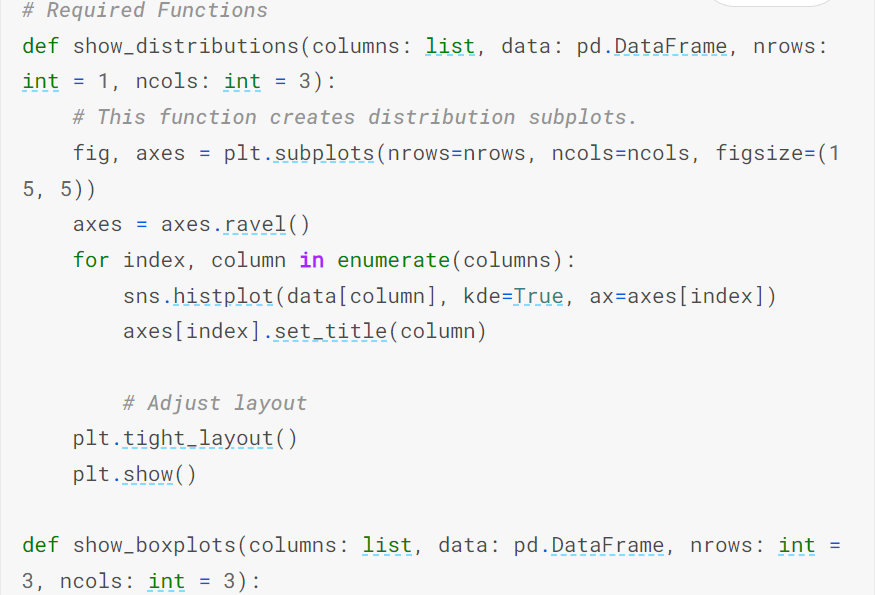 # Required Functions
def show_distributions(columns: list, data: pd.DataFrame, nrows:
int = 1, ncols: int = 3):
    # This function creates distribution subplots.
    fig, axes = plt.subplots(nrows=nrows, ncols=ncols, figsize=(1
5, 5))
    axes = axes.ravel()
    for index, column in enumerate(columns):
        sns.histplot(data[column], kde=True, ax=axes[index])
        axes[index].set_title(column)
        # Adjust layout
    plt.tight_layout()
    plt.show()
def show_boxplots(columns: list, data: pd.DataFrame, nrows: int =
3, ncols: int = 3):